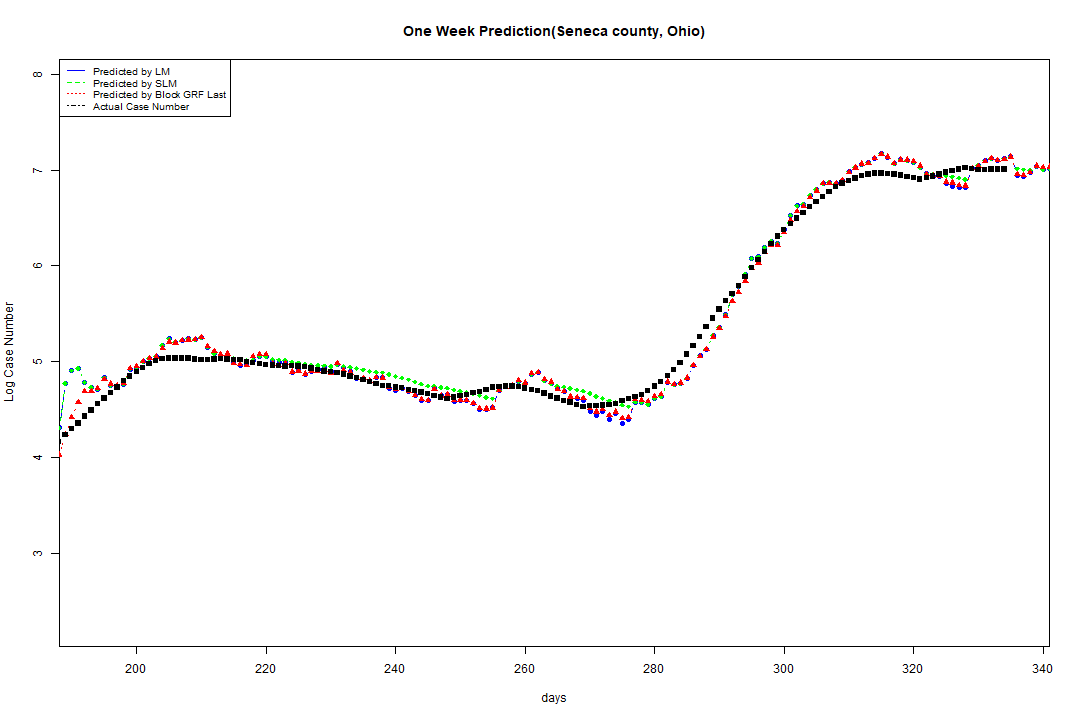 One Week Prediction(Seneca county, Ohio)
Predicted by LM
Predicted by SLM
Predicted by Block GRF Last
Actual Case Number
8
7
6
5
4
3
Log Case Number
200 220 240 260 280 300 320 340
days